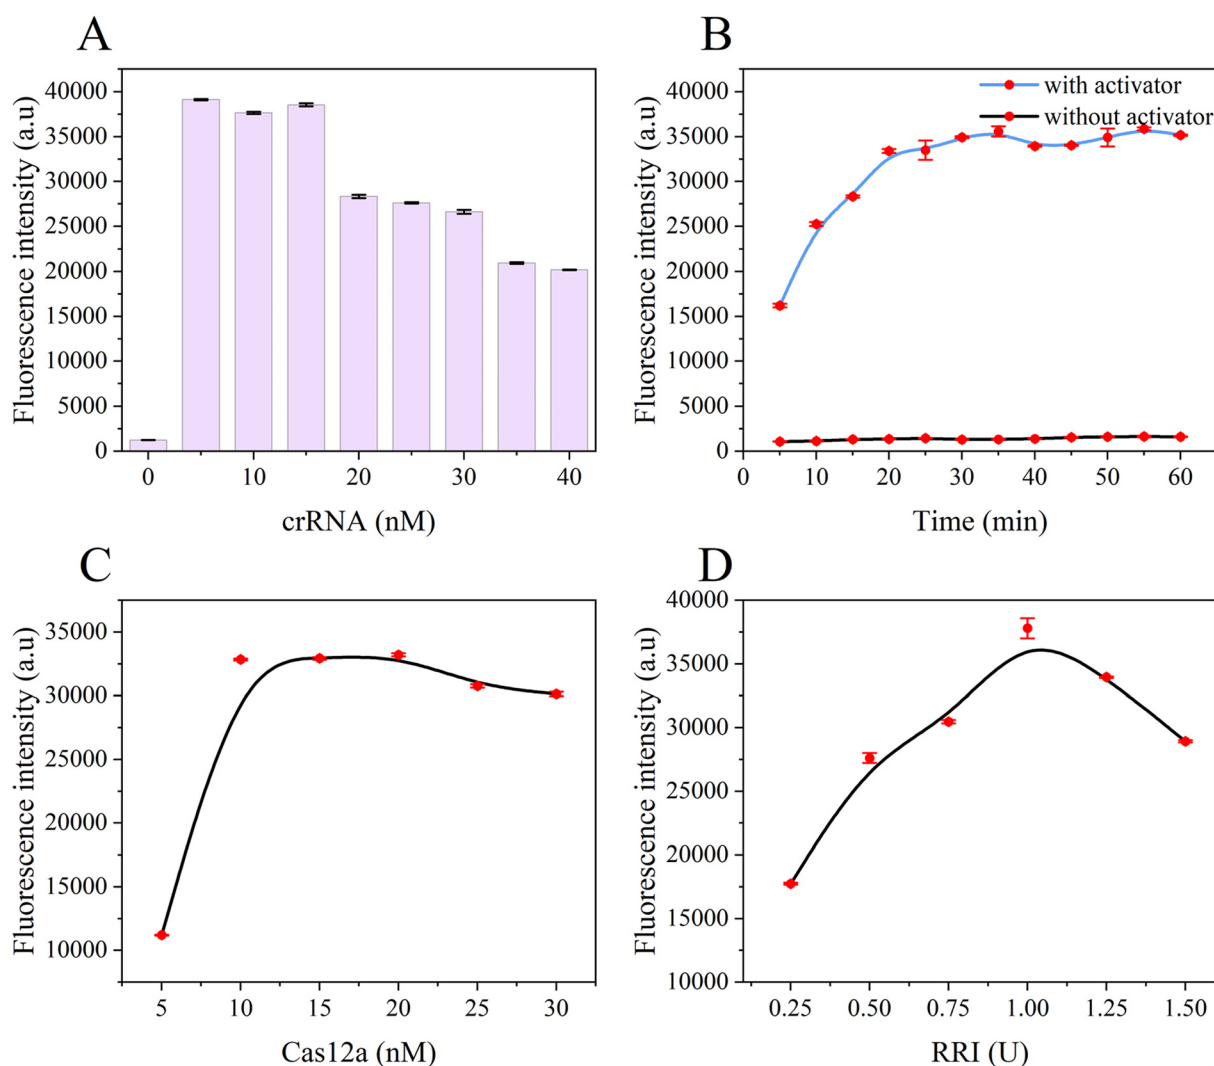 A
Fluorescence intensity (a.u)
40000
35000
30000
25000
20000
15000
10000
5000
0
0 10 20 30 40
crRNA (nM)
B
Fluorescence intensity (a.u)
40000
35000
30000
25000
20000
15000
10000
5000
0
with activator
without activator
0 10 20 30 40 50 60
Time (min)
C
Fluorescence intensity (a.u)
35000
30000
25000
20000
15000
10000
5 10 15 20 25 30
Cas12a (nM)
D
Fluorescence intensity (a.u)
40000
35000
30000
25000
20000
15000
10000
0.25 0.50 0.75 1.00 1.25 1.50
RRI (U)